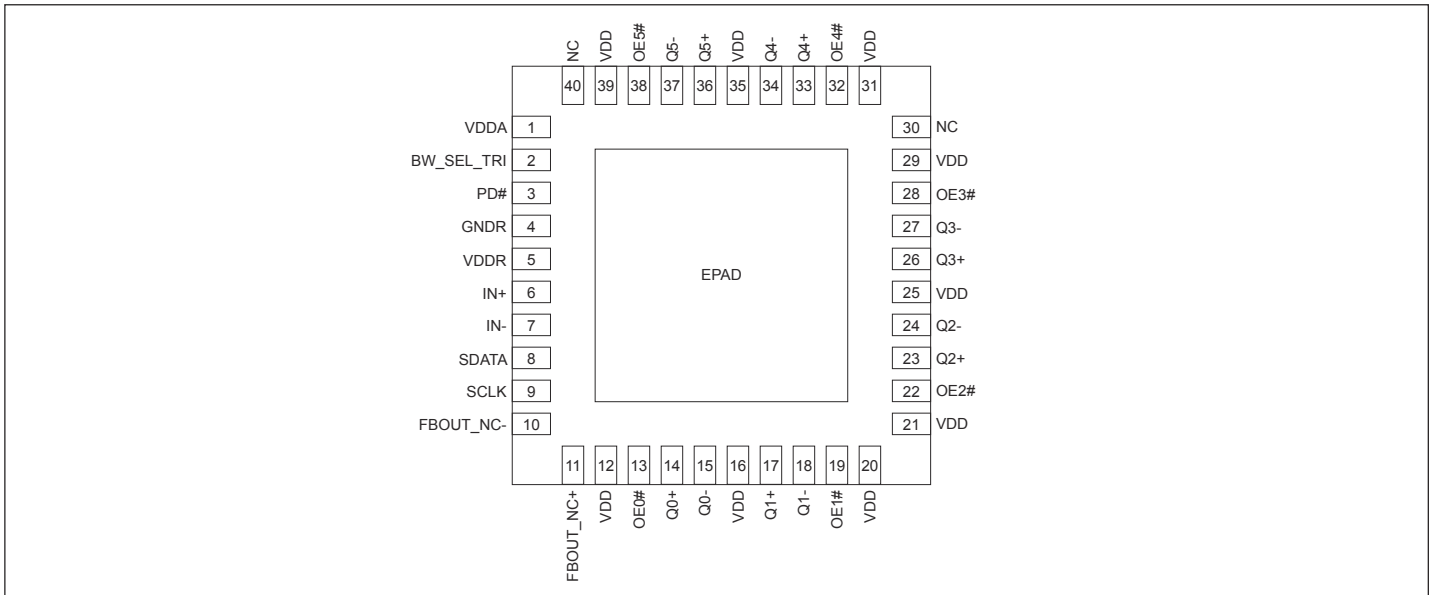 NC VDD OE5# Q5- Q5+ VDD Q4- Q4+ OE4# VDD
40 39 38 37 36 35 34 33 32 31
VDDA 1 30 NC
BW_SEL_TRI 2 29 VDD
PD# 3 28 OE3#
GNDR 4 27 Q3-
VDDR 5 26 Q3+
EPAD
IN+ 6 25 VDD
IN- 7 24 Q2-
SDATA 8 23 Q2+
SCLK 9 22 OE2#
FBOUT_NC- 10 21 VDD
11 12 13 14 15 16 17 18 19 20
FBOUT_NC+ VDD OE0# Q0+ Q0- VDD Q1+ Q1- OE1# VDD